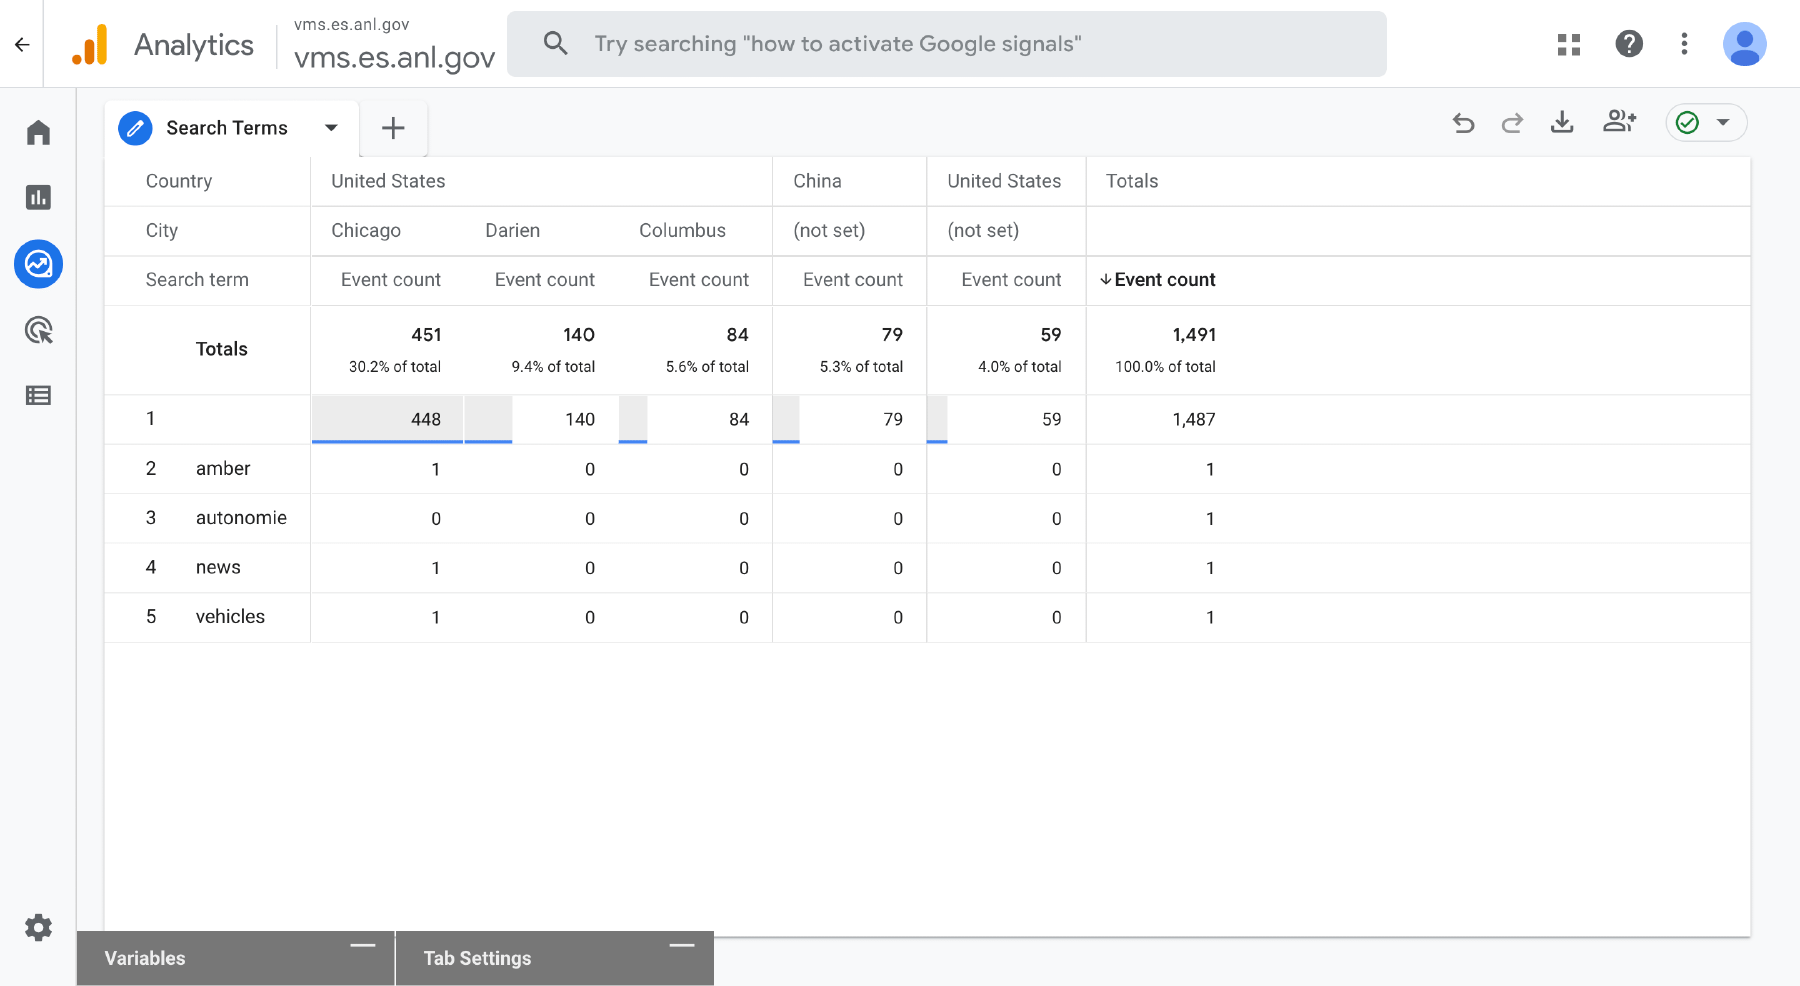 Analytics
vms.es.anl.gov
vms.es.anl.gov
Try searching "how to activate Google signals"
Search Terms
Country United States China United States Totals
City Chicago Darien Columbus (not set) (not set)
Search term Event count Event count Event count Event count Event count ↓Event count
Totals 451 140 84 79 59 1,491
30.2% of total 9.4% of total 5.6% of total 5.3% of total 4.0% of total 100.0% of total
1 448 140 84 79 59 1,487
2 amber 1 0 0 0 0 1
3 autonomie 0 0 0 0 0 1
4 news 1 0 0 0 0 1
5 vehicles 1 0 0 0 0 1
Variables Tab Settings